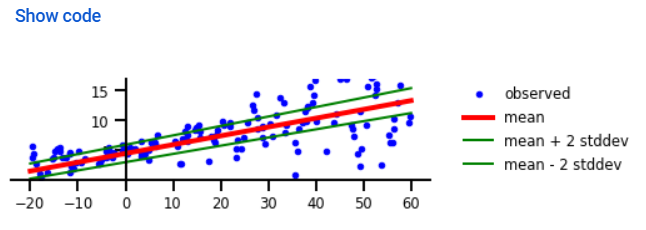 Show code
15
10
−20 −10 0 10 20 30 40 50 60
observed
mean
mean + 2 stddev
mean - 2 stddev